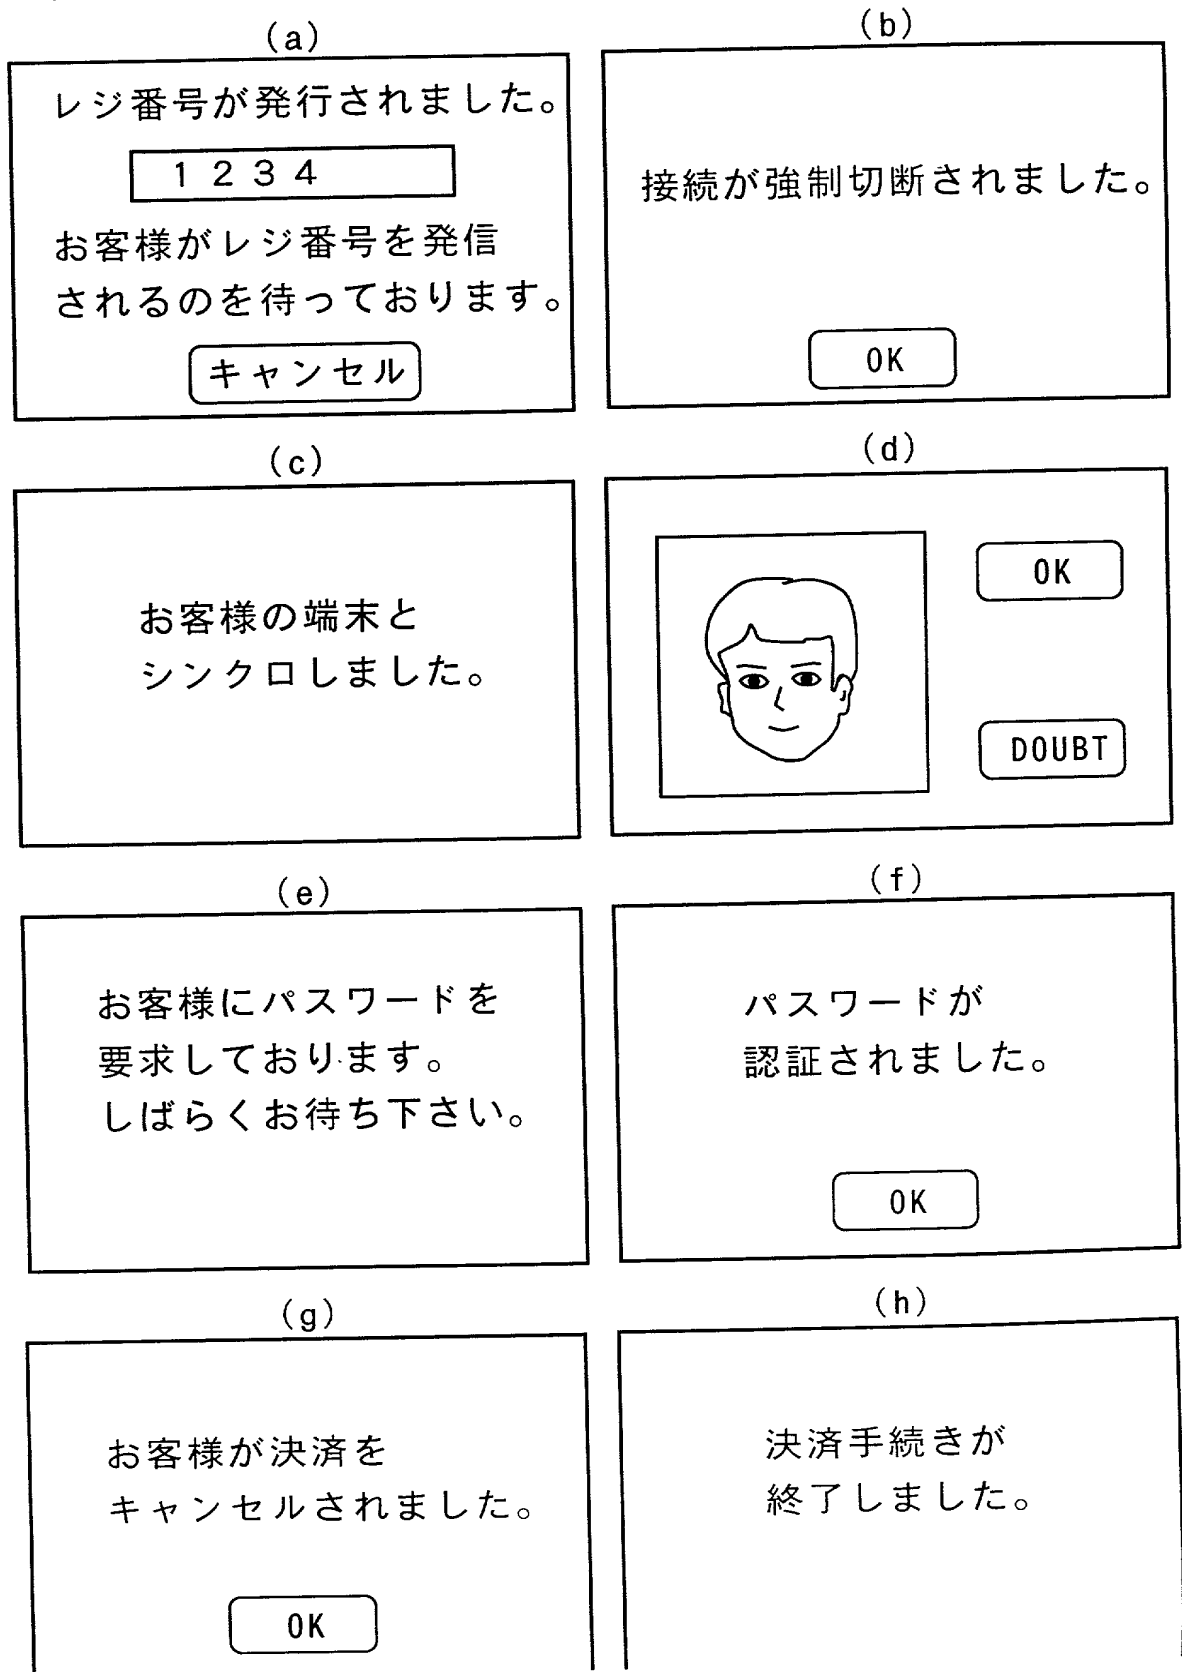 (a)
レジ番号が発行されました。
1234
お客様がレジ番号を発信
されるのを待っております。
キャンセル
(b)
接続が強制切断されました。
OK
(c)
お客様の端末と
シンクロしました。
(d)
OK
DOUBT
(e)
お客様にパスワードを
要求しております。
しばらくお待ち下さい。
(f)
パスワードが
認証されました。
OK
(g)
お客様が決済を
キャンセルされました。
OK
(h)
決済手続きが
終了しました。